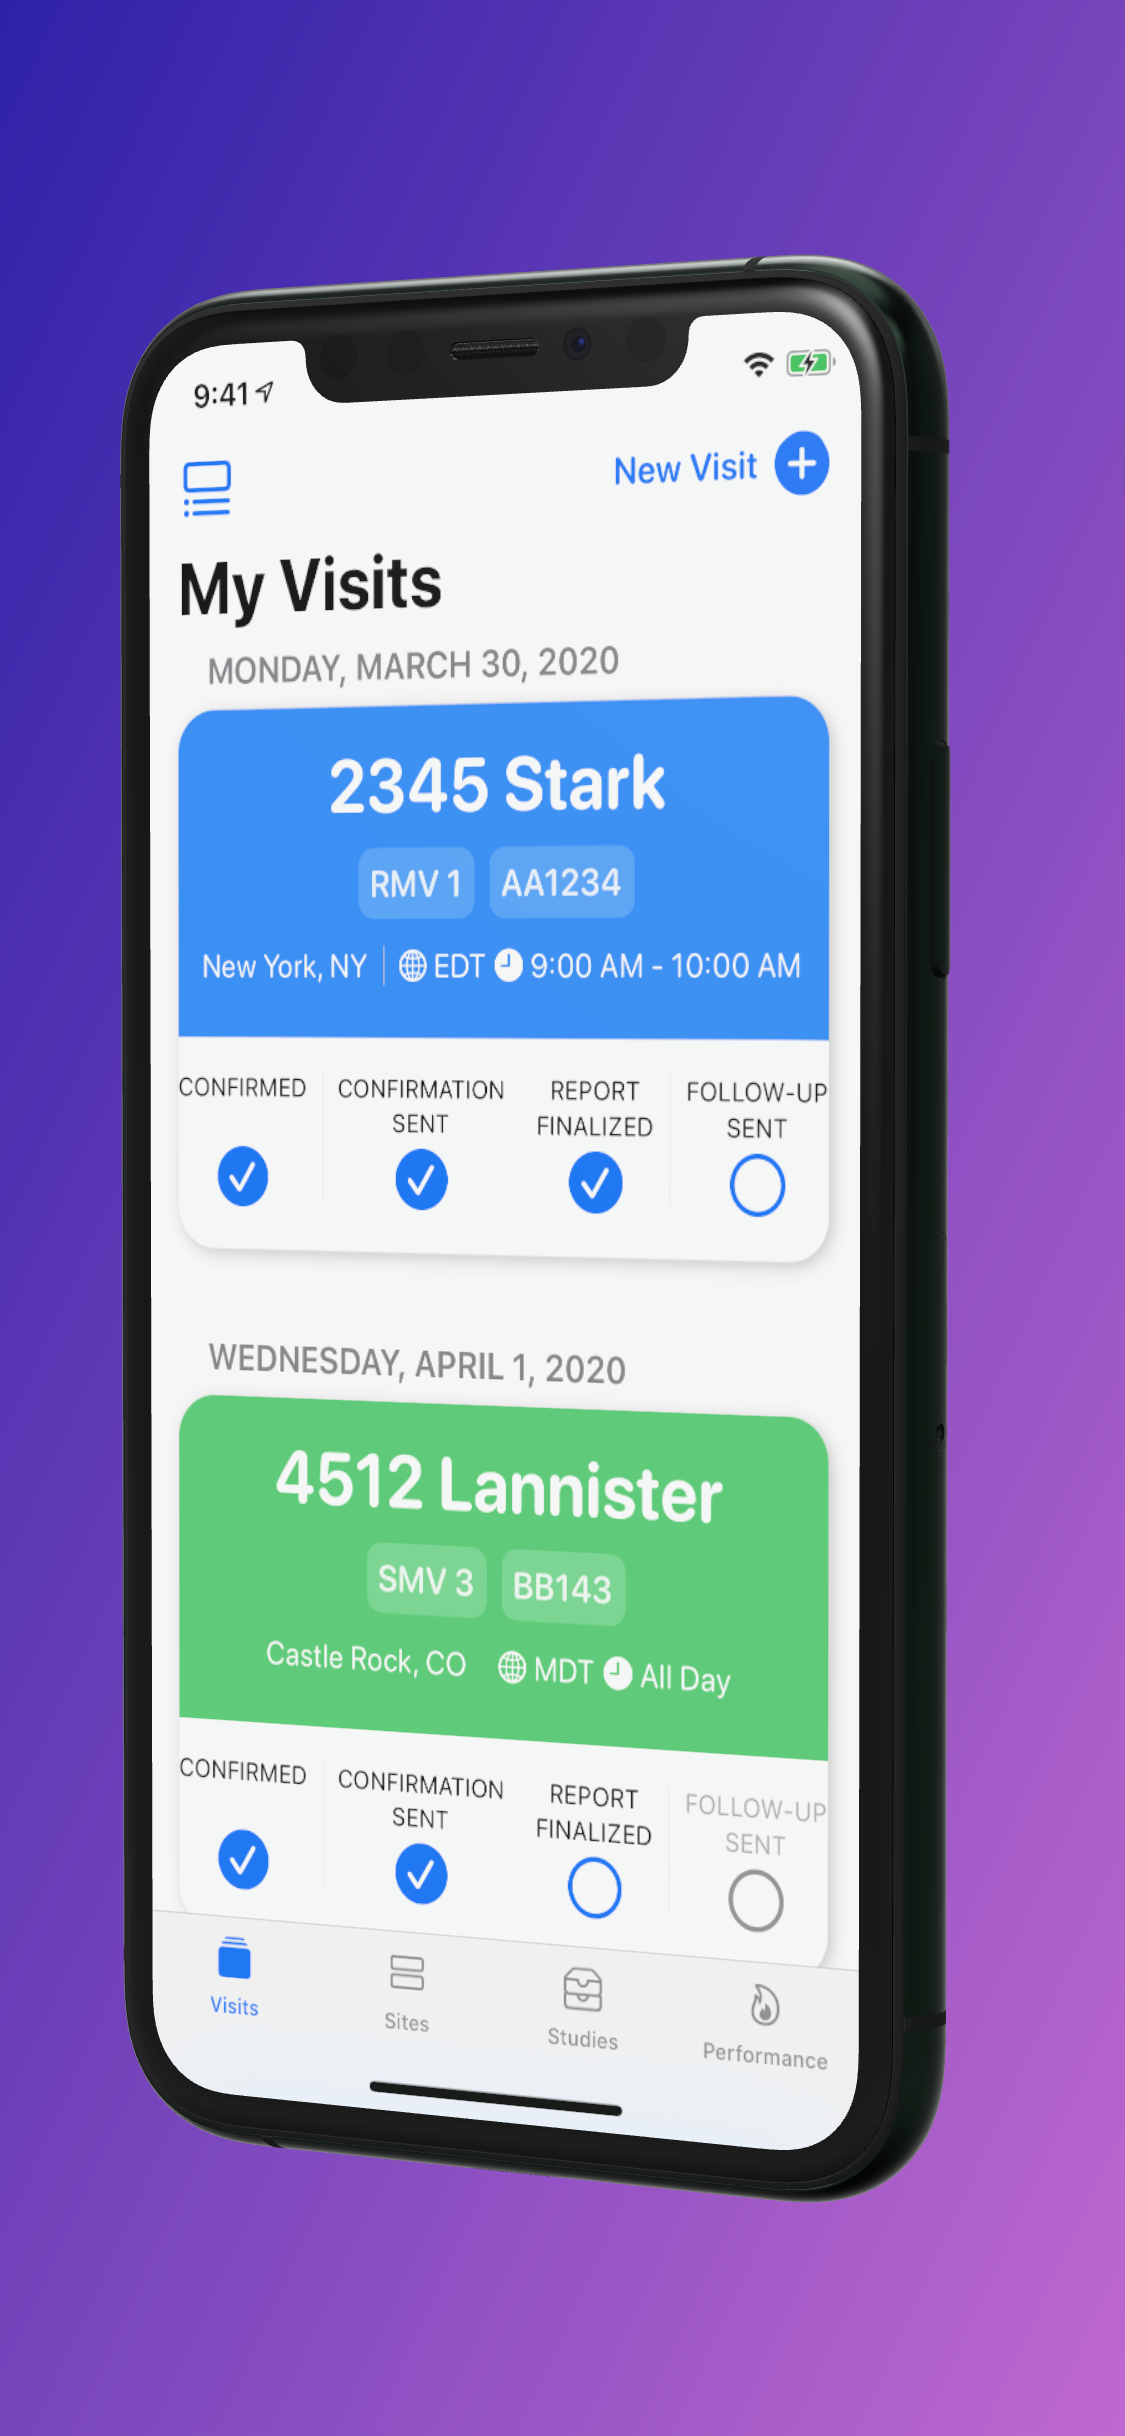 9:41
New Visit
My Visits
MONDAY, MARCH 30, 2020
2345 Stark
RMV 1 AA1234
New York, NY EDT 9:00 AM - 10:00 AM
CONFIRMED CONFIRMATION SENT REPORT FINALIZED FOLLOW-UP SENT
WEDNESDAY, APRIL 1, 2020
4512 Lannister
SMV 3 BB143
Castle Rock, CO MDT All Day
CONFIRMED CONFIRMATION SENT REPORT FINALIZED FOLLOW-UP SENT
Visits Sites Studies Performance